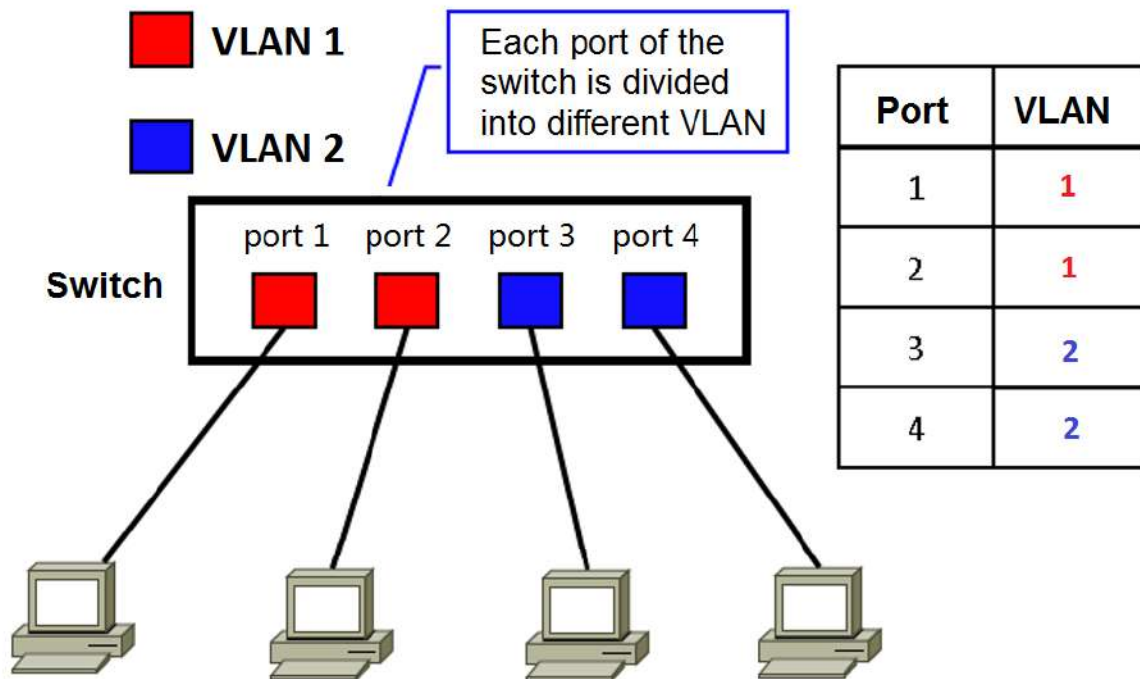 VLAN 1
VLAN 2
Each port of the
switch is divided
into different VLAN
Switch
port 1 port 2 port 3 port 4
Port VLAN
1 1
2 1
3 2
4 2